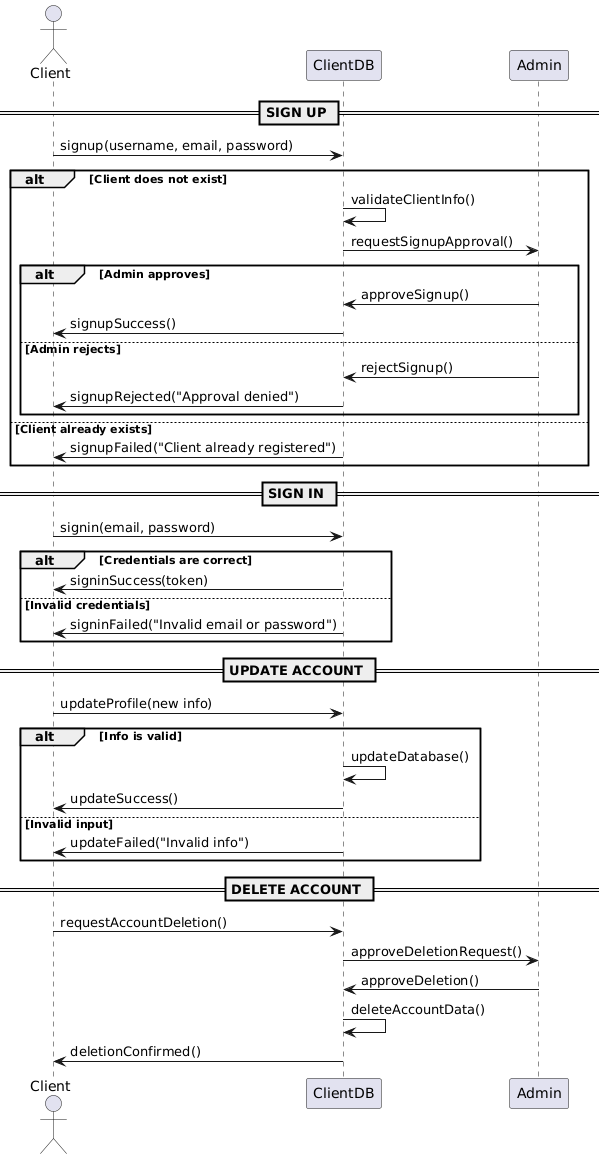 Client
ClientDB
Admin
SIGN UP
signup(username, email, password)
alt
[Client does not exist]
validateClientInfo()
requestSignupApproval()
alt
[Admin approves]
approveSignup()
signupSuccess()
[Admin rejects]
rejectSignup()
signupRejected("Approval denied")
[Client already exists]
signupFailed("Client already registered")
SIGN IN
signin(email, password)
alt
[Credentials are correct]
signinSuccess(token)
[Invalid credentials]
signinFailed("Invalid email or password")
UPDATE ACCOUNT
updateProfile(new info)
alt
[Info is valid]
updateDatabase()
updateSuccess()
[Invalid input]
updateFailed("Invalid info")
DELETE ACCOUNT
requestAccountDeletion()
approveDeletionRequest()
approveDeletion()
deleteAccountData()
deletionConfirmed()
Client
ClientDB
Admin